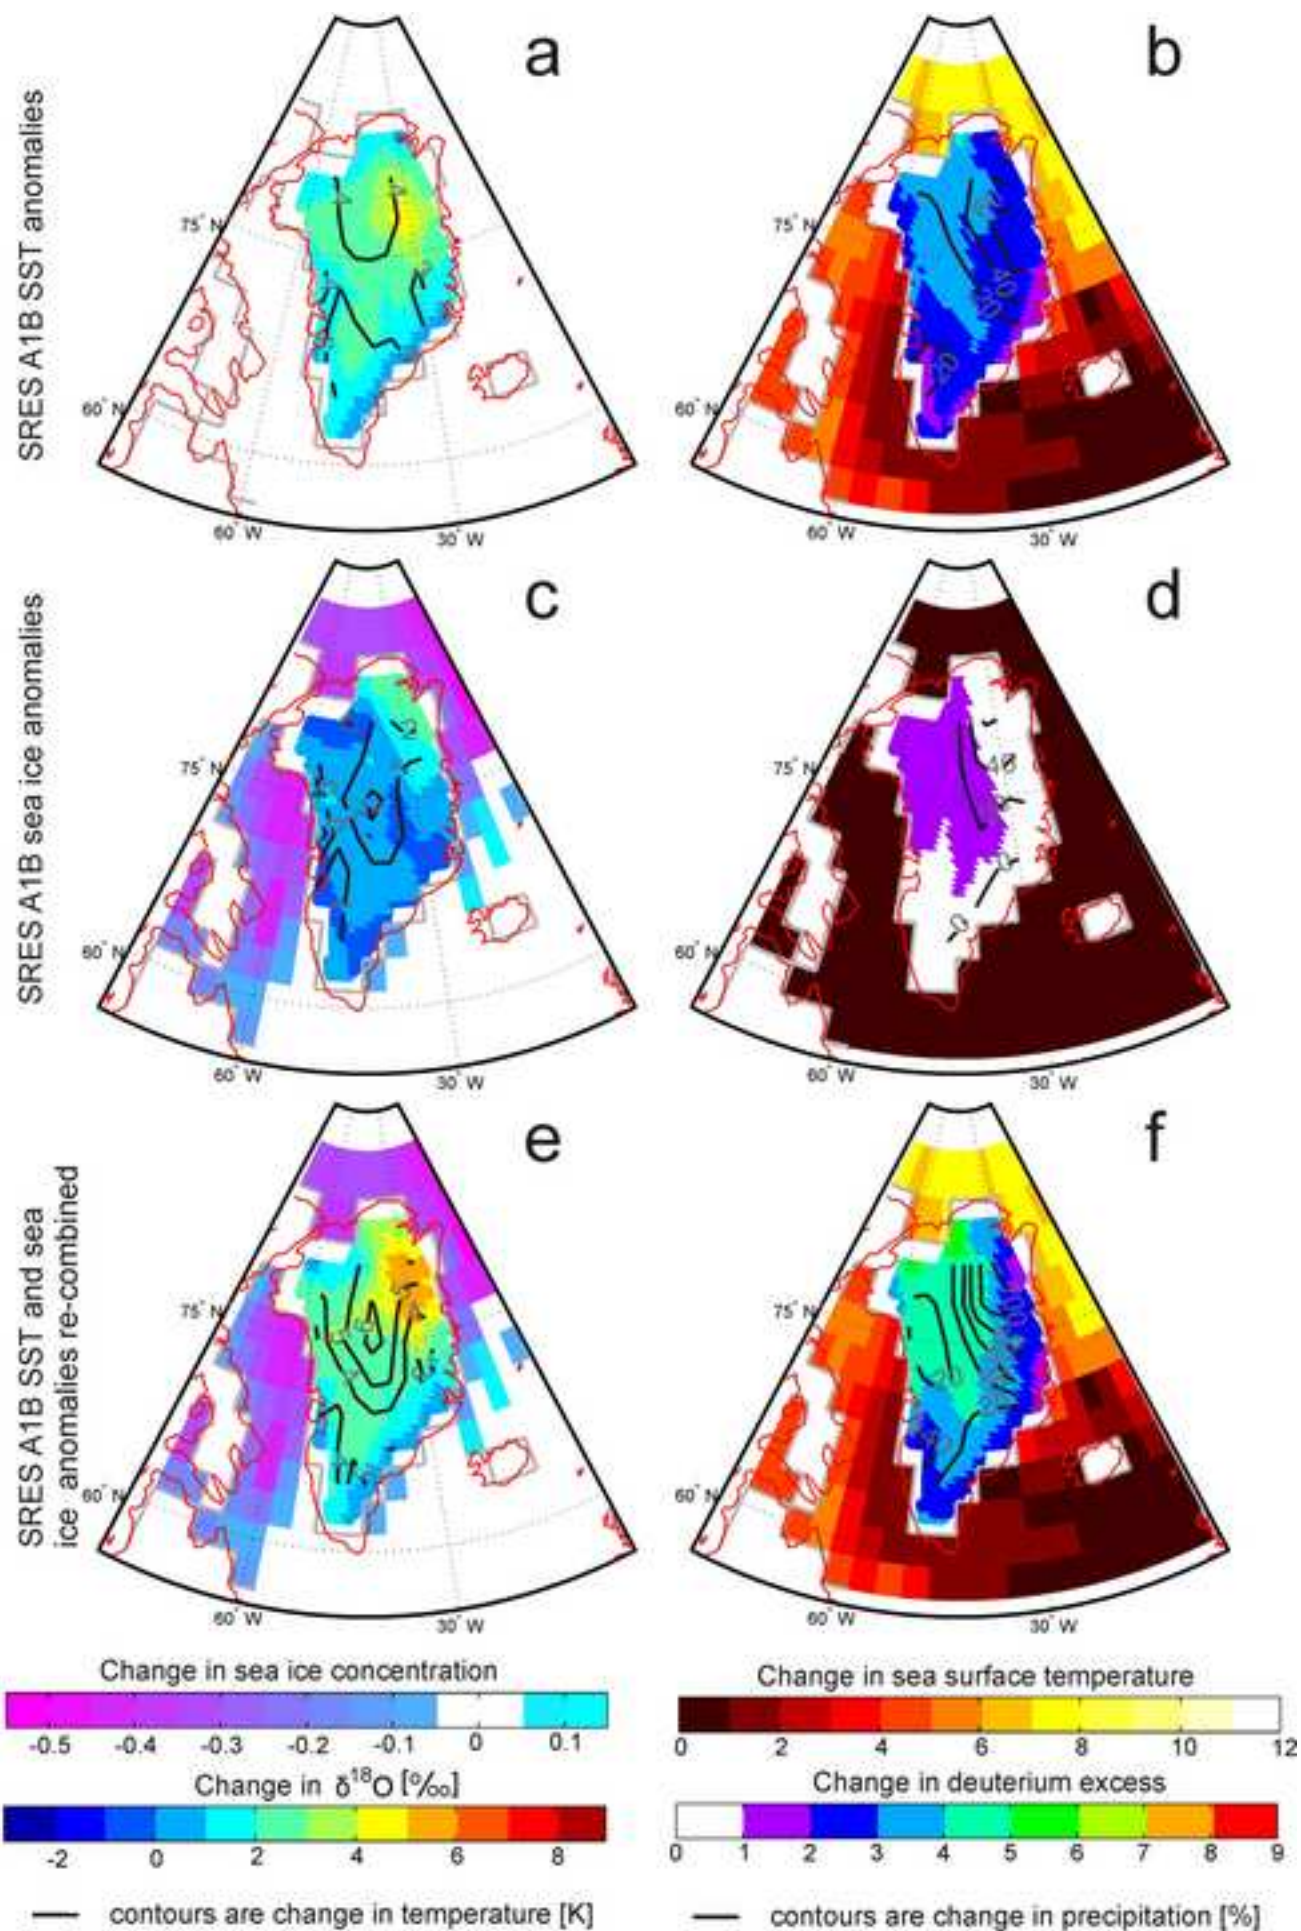 a
b
SRES A1B SST anomalies
75° N
60° N
60° W
30° W
75° N
60° N
60° W
30° W
c
d
SRES A1B sea ice anomalies
75° N
60° N
60° W
30° W
75° N
60° N
60° W
30° W
e
f
SRES A1B SST and sea
ice anomalies re-combined
75° N
60° N
60° W
30° W
75° N
60° N
60° W
30° W
Change in sea ice concentration
-0.5 -0.4 -0.3 -0.2 -0.1 0 0.1
Change in δ¹⁸O [‰]
-2 0 2 4 6 8
contours are change in temperature [K]
Change in sea surface temperature
0 2 4 6 8 10 12
Change in deuterium excess
0 1 2 3 4 5 6 7 8 9
contours are change in precipitation [%]